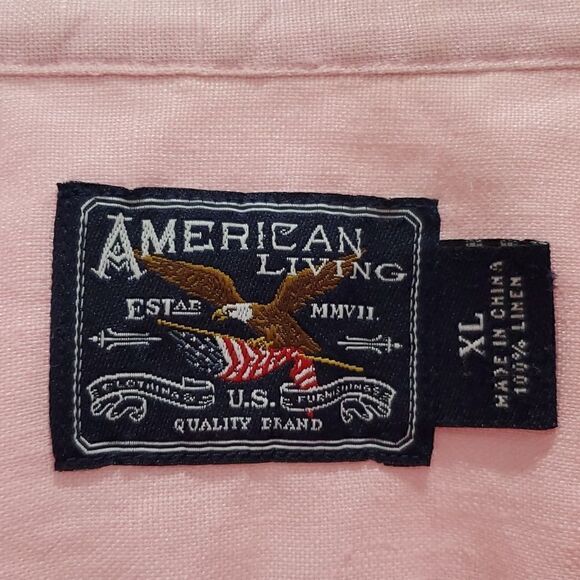 AMERICAN
LIVING
ESTAB MMVII
CLOTHING & U.S. FURNISHINGS
QUALITY BRAND
XL
MADE IN CHINA
100% LINEN